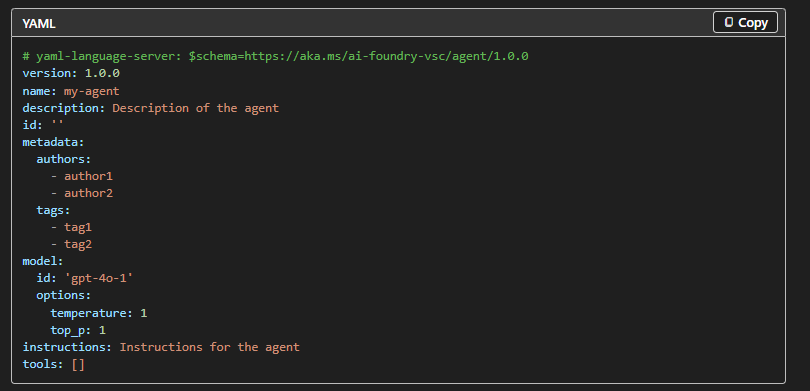 YAML
Copy
# yaml-language-server: $schema=https://aka.ms/ai-foundry-vsc/agent/1.0.0
version: 1.0.0
name: my-agent
description: Description of the agent
id: ''
metadata:
  authors:
    - author1
    - author2
  tags:
    - tag1
    - tag2
model:
  id: 'gpt-4o-1'
  options:
    temperature: 1
    top_p: 1
instructions: Instructions for the agent
tools: []